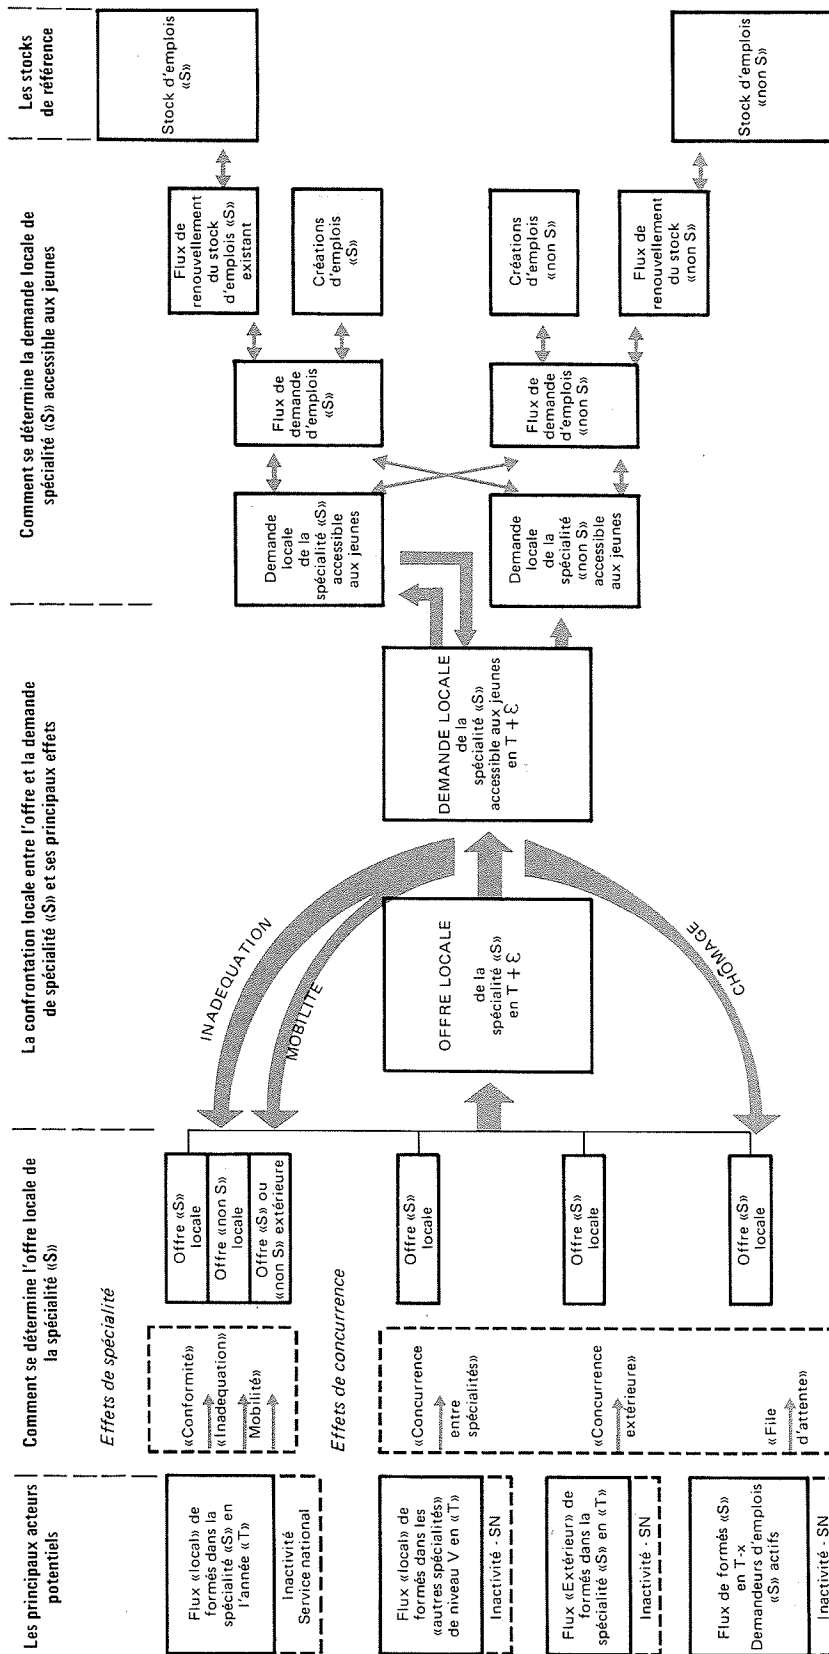 Les principaux acteurs
potentiels
Comment se détermine l'offre locale de
la spécialité «S»
La confrontation locale entre l'offre et la demande
de spécialité «S» et ses principaux effets
Comment se détermine la demande locale de
spécialité «S» accessible aux jeunes
Les stocks
de référence
Flux «local» de
formés dans la
spécialité «S» en
l'année «T»
Inactivité
Service national
Flux «local» de
formés dans les
«autres spécialités»
de niveau V en «T»
Inactivité - SN
Flux «Extérieur» de
formés dans la
spécialité «S» en «T»
Inactivité - SN
Flux de formés «S»
en T-x
Demandeurs d'emplois
«S» actifs
Inactivité - SN
Effets de spécialité
«Conformité»
«Inadequation»
Mobilité»
Effets de concurrence
«Concurrence
entre
spécialités»
«Concurrence
extérieure»
«File
d'attente»
Offre «S»
locale
Offre «non S»
locale
Offre «S» ou
«non S» extérieure
Offre «S»
locale
Offre «S»
locale
Offre «S»
locale
INADEQUATION
MOBILITE
CHÔMAGE
OFFRE LOCALE
de la
spécialité «S»
en T + Ɛ
DEMANDE LOCALE
de la
spécialité «S»
accessible aux jeunes
en T + Ɛ
Demande
locale
de la
spécialité «S»
accessible
aux jeunes
Demande
locale
de la
spécialité
«non S»
accessible
aux jeunes
Flux de
demande
d'emplois
«S»
Flux de
demande
d'emplois
«non S»
Flux de
renouvellement
du stock
d'emplois «S»
existant
Créations
d'emplois
«S»
Créations
d'emplois
«non S»
Flux de
renouvellement
du stock
«non S»
Stock d'emplois
«S»
Stock d'emplois
«non S»